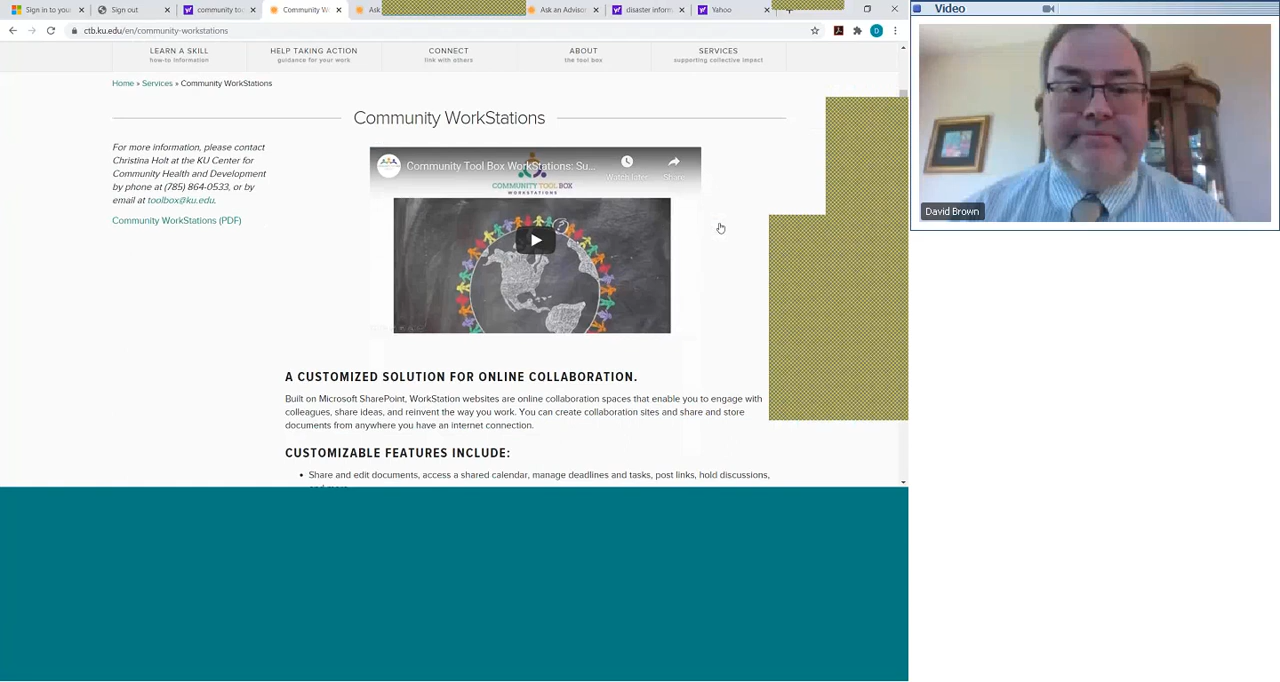 Sign in to you
Sign out
community too
Community Wo
Ask
Ask an Advisor
disaster inform
Yahoo
Video
ctb.ku.edu/en/community-workstations
D
LEARN A SKILL
how-to information
HELP TAKING ACTION
guidance for your work
CONNECT
link with others
ABOUT
the tool box
SERVICES
supporting collective impact
Home » Services » Community WorkStations
Community WorkStations
For more information, please contact
Christina Holt at the KU Center for
Community Health and Development
by phone at (785) 864-0533, or by
email at toolbox@ku.edu.
Community WorkStations (PDF)
Community Tool Box WorkStations: Su...
Watch later
Share
COMMUNITY TOOL BOX
WORKSTATIONS
A CUSTOMIZED SOLUTION FOR ONLINE COLLABORATION.
Built on Microsoft SharePoint, WorkStation websites are online collaboration spaces that enable you to engage with
colleagues, share ideas, and reinvent the way you work. You can create collaboration sites and share and store
documents from anywhere you have an internet connection.
CUSTOMIZABLE FEATURES INCLUDE:
• Share and edit documents, access a shared calendar, manage deadlines and tasks, post links, hold discussions,
David Brown